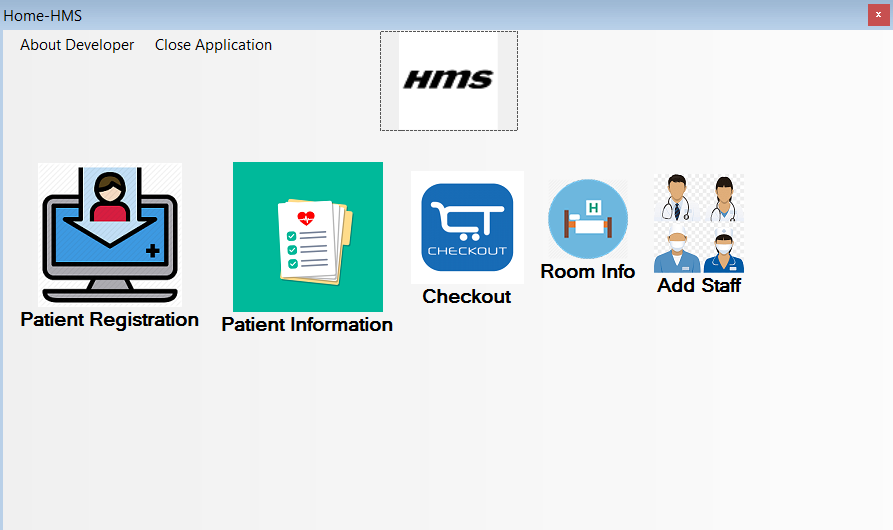 Home-HMS
x
About Developer Close Application
HMS
H
CHECKOUT
Patient Registration
Patient Information
Checkout
Room Info
Add Staff